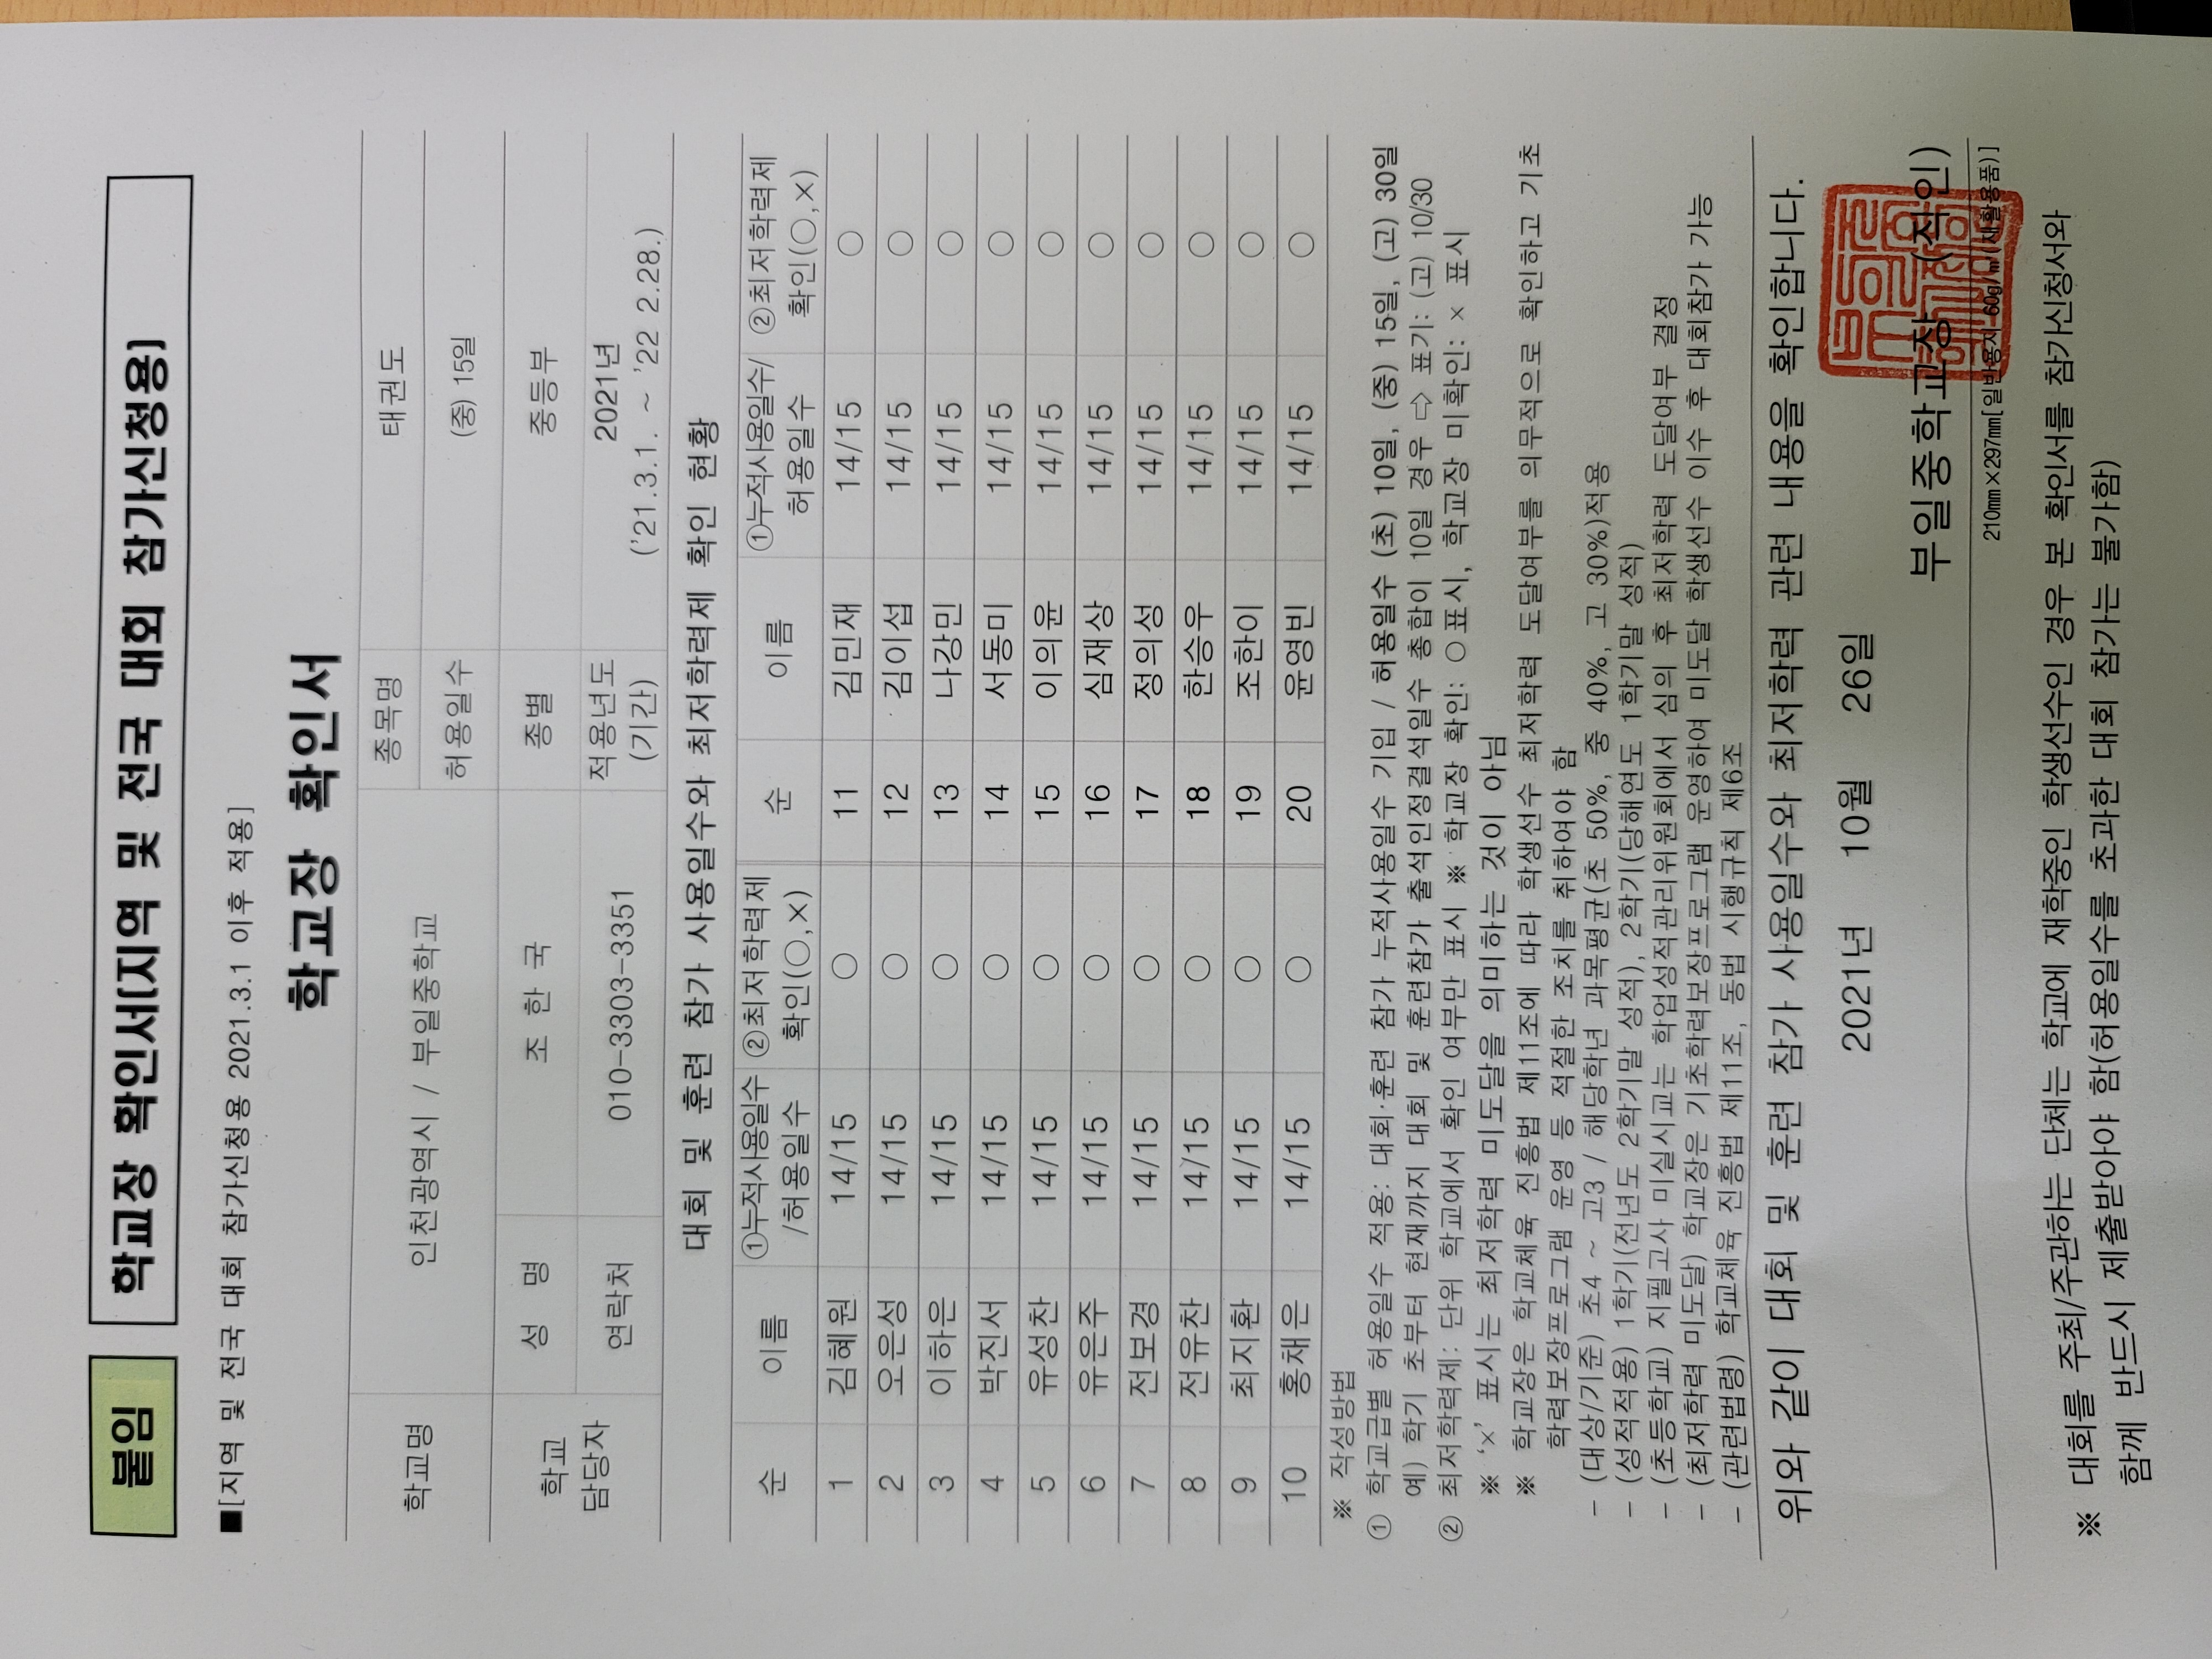 붙임 학교장 확인서(지역 및 전국 대회 참가신청용)
■[지역 및 전국 대회 참가신청용 2021.3.1 이후 적용]
학교장 확인서
학교명 인천광역시 / 부일중학교 종목명 태권도
허용일수 (중) 15일
학교 담당자 성 명 조 한 국 종별 중등부
연락처 010-3303-3351 적용년도 (기간) 2021년
('21.3.1. ~ '22 2.28.)
대회 및 훈련 참가 사용일수와 최저학력제 확인 현황
순 이름 ①누적사용일수/허용일수 ②최저학력제 확인(○,×) 순 이름 ①누적사용일수/허용일수 ②최저학력제 확인(○,×)
1 김혜원 14/15 ○ 11 김민재 14/15 ○
2 오은성 14/15 ○ 12 김이섭 14/15 ○
3 이하은 14/15 ○ 13 나강민 14/15 ○
4 박진서 14/15 ○ 14 서동미 14/15 ○
5 유성찬 14/15 ○ 15 이의윤 14/15 ○
6 유은주 14/15 ○ 16 심재상 14/15 ○
7 전보경 14/15 ○ 17 정의성 14/15 ○
8 전유찬 14/15 ○ 18 한승우 14/15 ○
9 최지환 14/15 ○ 19 조한이 14/15 ○
10 홍채은 14/15 ○ 20 윤영빈 14/15 ○
※ 작성방법
① 학교급별 허용일수 적용: 대회·훈련 참가 누적사용일수 기입 / 허용일수 (초) 10일, (중) 15일, (고) 30일
예) 학기 초부터 현재까지 대회 및 훈련참가 출석인정결석일수 총합이 10일 경우 ⇨ 표기: (고) 10/30
② 최저학력제: 단위 학교에서 확인 여부만 표시 ※ 학교장 확인: ○표시, 학교장 미확인: × 표시
※ '×' 표시는 최저학력 미도달을 의미하는 것이 아님
※ 학교장은 학교체육 진흥법 제11조에 따라 학생선수 최저학력 도달여부를 의무적으로 확인하고 기초
학력보장프로그램 운영 등 적절한 조치를 취하여야 함
- (대상/기준) 초4 ~ 고3 / 해당학년 과목평균(초 50%, 중 40%, 고 30%)적용
- (성적적용) 1학기(전년도 2학기말 성적), 2학기(당해연도 1학기말 성적)
- (초등학교) 지필고사 미실시교는 학업성적관리위원회에서 심의 후 최저학력 도달여부 결정
- (최저학력 미도달) 학교장은 기초학력보장프로그램 운영하여 미도달 학생선수 이수 후 대회참가 가능
- (관련법령) 학교체육 진흥법 제11조, 동법 시행규칙 제6조
위와 같이 대회 및 훈련 참가 사용일수와 최저학력 관련 내용을 확인합니다.
2021년 10월 26일
부일중학교장 (직인)
210mm×297mm[일반용지 60g/㎡(재활용품)]
※ 대회를 주최/주관하는 단체는 학교에 재학중인 학생선수인 경우 본 확인서를 참가신청서와
함께 반드시 제출받아야 함(허용일수를 초과한 대회 참가는 불가함)